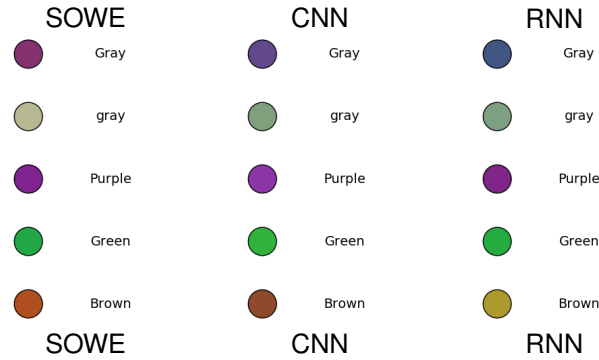 SOWE CNN RNN
Gray Gray Gray
gray gray gray
Purple Purple Purple
Green Green Green
Brown Brown Brown
SOWE CNN RNN